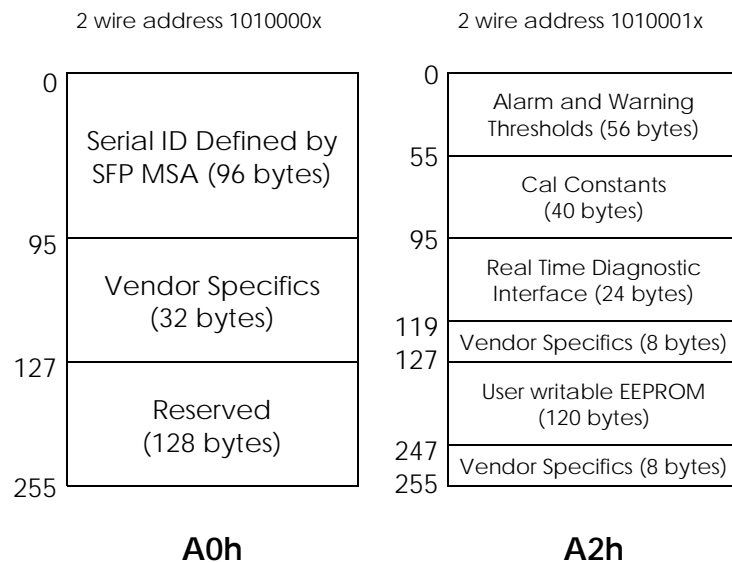 2 wire address 1010000x
0
Serial ID Defined by
SFP MSA (96 bytes)
95
Vendor Specifics
(32 bytes)
127
Reserved
(128 bytes)
255
A0h
2 wire address 1010001x
0
Alarm and Warning
Thresholds (56 bytes)
55
Cal Constants
(40 bytes)
95
Real Time Diagnostic
Interface (24 bytes)
119
Vendor Specifics (8 bytes)
127
User writable EEPROM
(120 bytes)
247
Vendor Specifics (8 bytes)
255
A2h